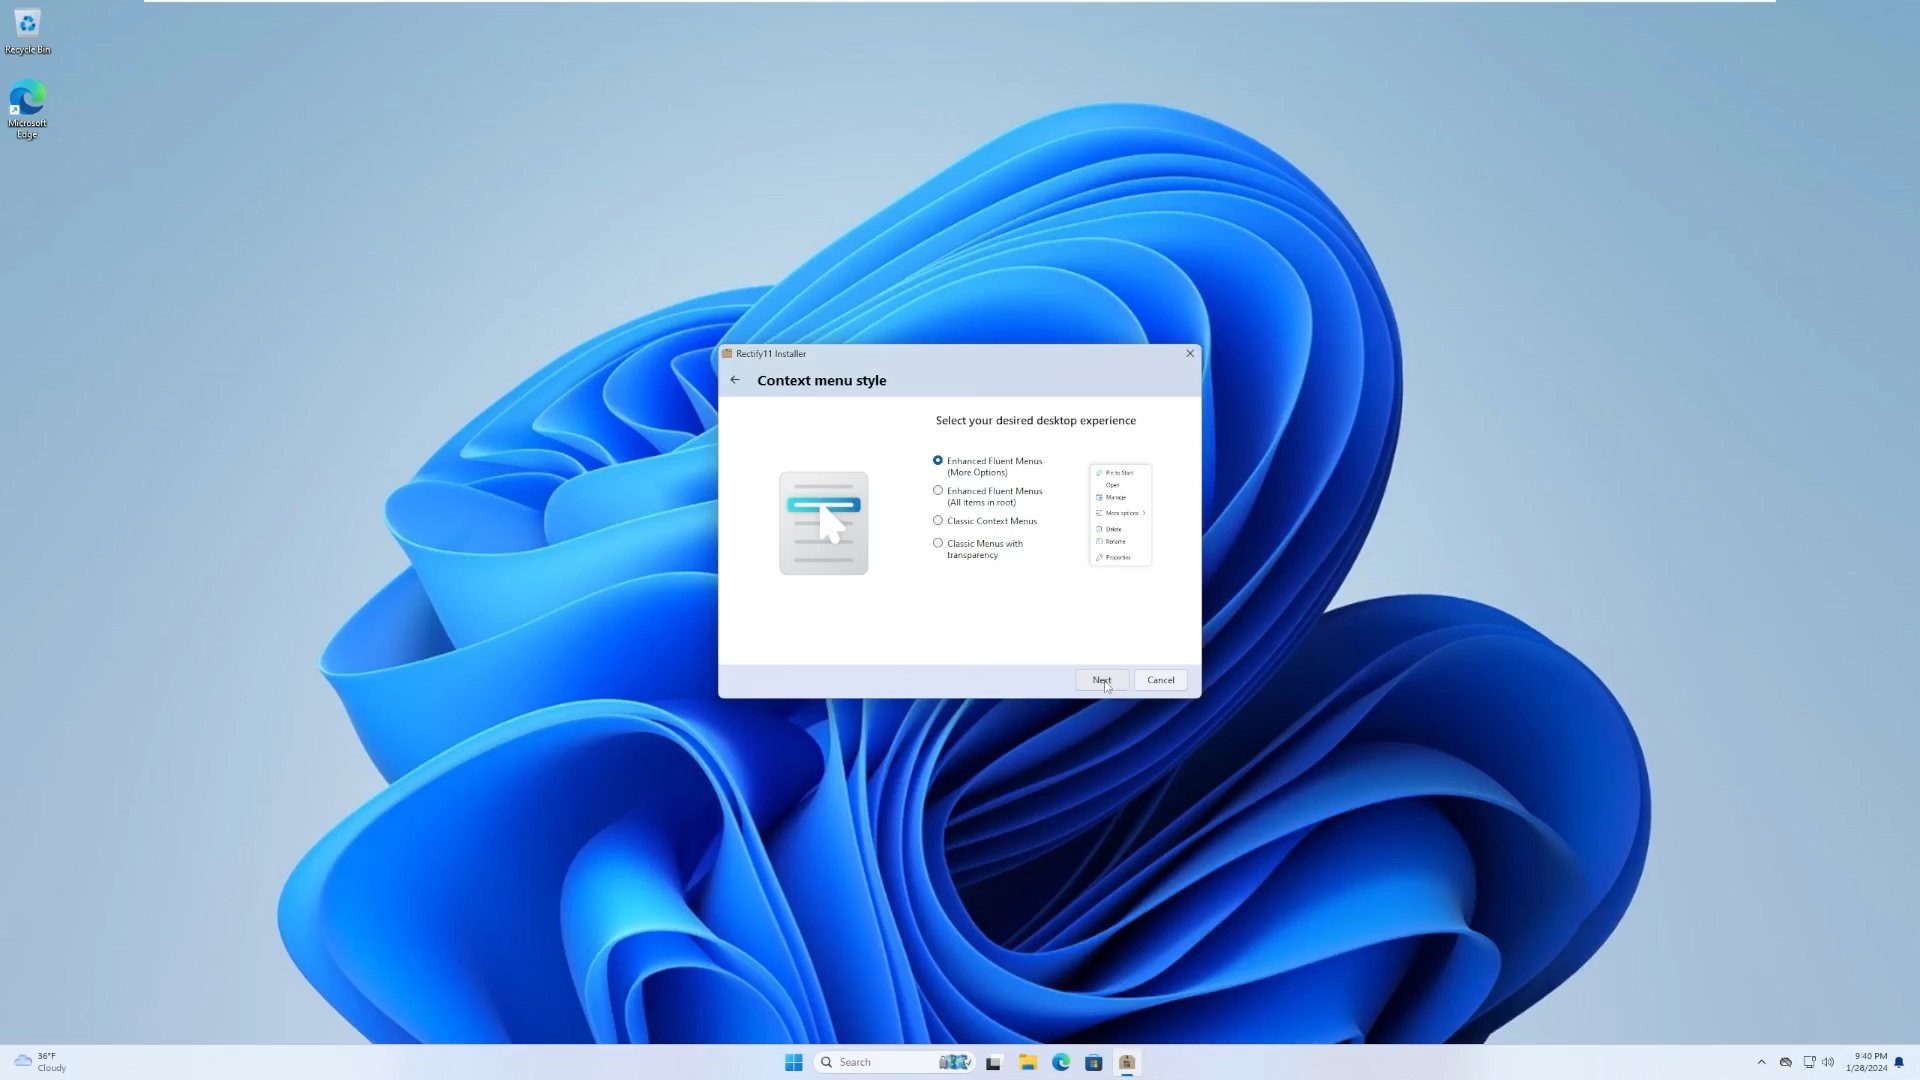 Recycle Bin
Microsoft
Edge
Rectify11 Installer
Context menu style
Select your desired desktop experience
Enhanced Fluent Menus
(More Options)
Enhanced Fluent Menus
(All Items in root)
Classic Context Menus
Classic Menus with
transparency
Pin to Start
Open
Manage
More options
Delete
Rename
Properties
Next
Cancel
36°F
Cloudy
Search
9:40 PM
1/28/2024